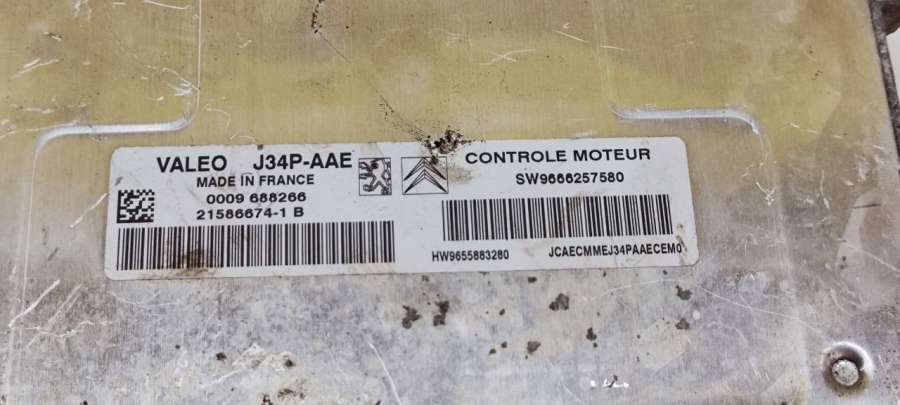 VALEO J34P-AAE
MADE IN FRANCE
0009 688266
21586674-1 B
CONTROLE MOTEUR
SW9666257580
HW9655883280
JCAECMMEJ34PAAECEM0